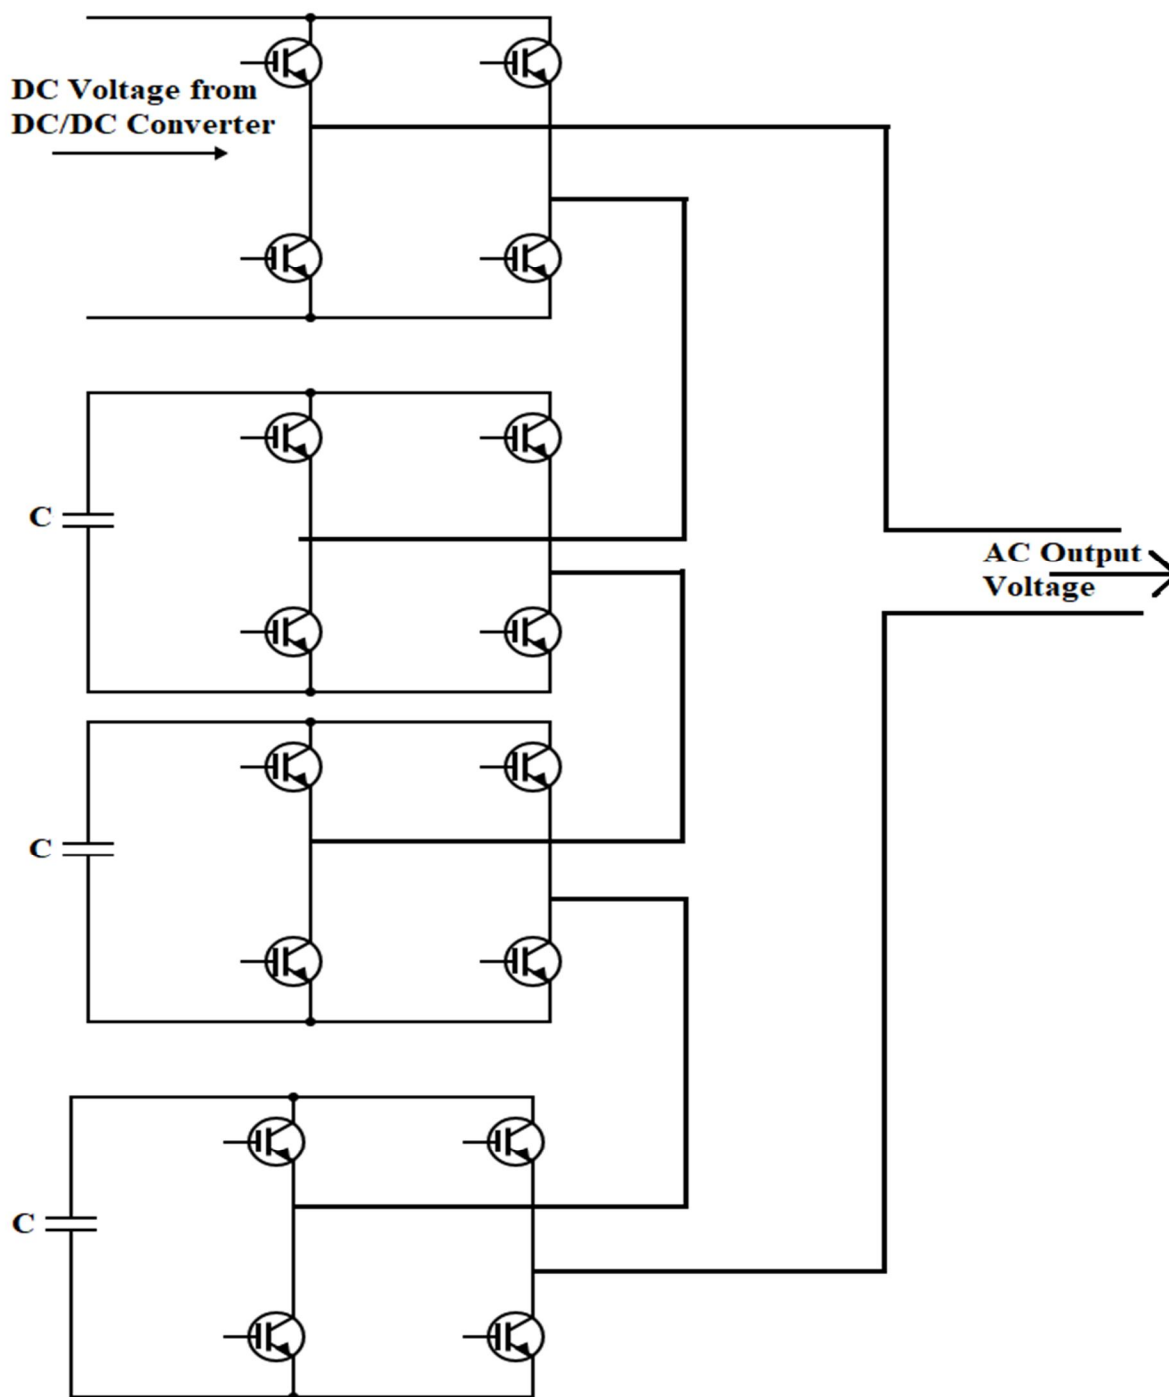 DC Voltage from
DC/DC Converter
C
AC Output
Voltage
C
C